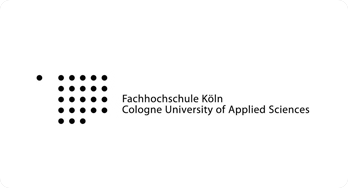 Fachhochschule Köln
Cologne University of Applied Sciences